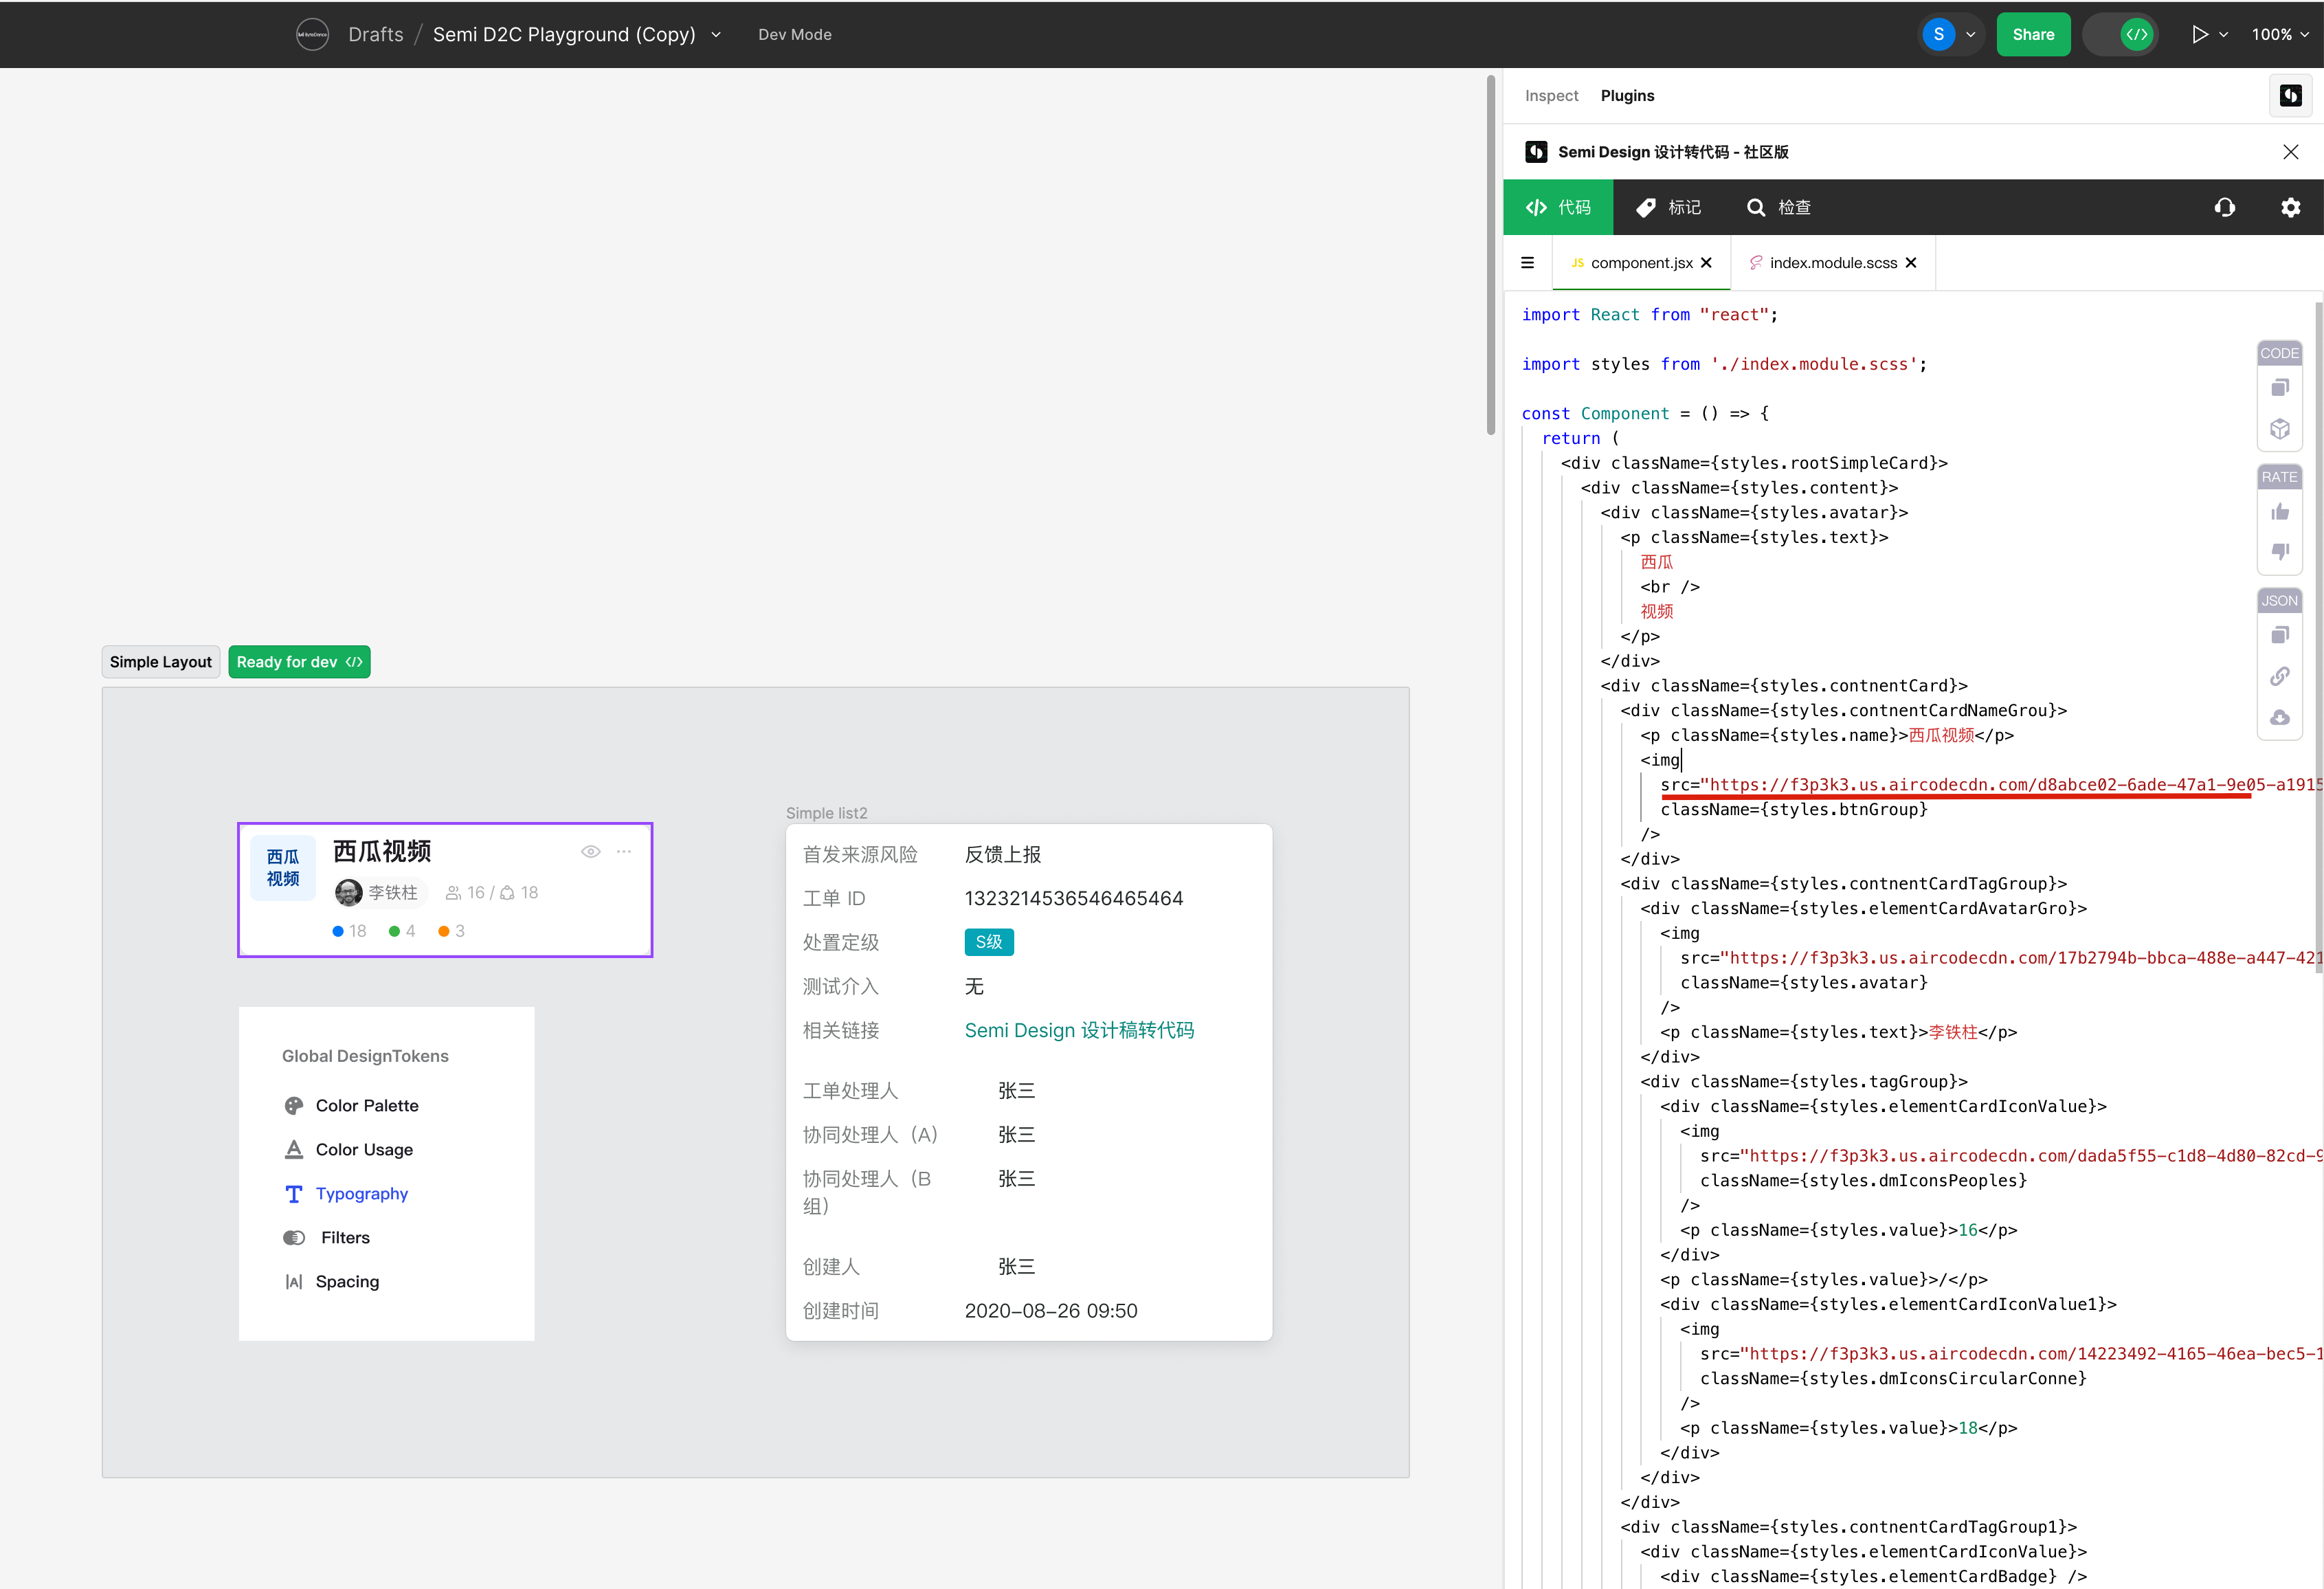 Drafts / Semi D2C Playground (Copy)
Dev Mode
S
Share
100%
Simple Layout
Ready for dev
西瓜
视频
西瓜视频
李铁柱
16 / 18
18
4
3
Global DesignTokens
Color Palette
Color Usage
Typography
Filters
Spacing
Simple list2
首发来源风险 反馈上报
工单 ID 1323214536546465464
处置定级 S级
测试介入 无
相关链接 Semi Design 设计稿转代码
工单处理人 张三
协同处理人（A） 张三
协同处理人（B 张三
组）
创建人 张三
创建时间 2020-08-26 09:50
Inspect Plugins
Semi Design 设计转代码 - 社区版
代码 标记 检查
JS component.jsx index.module.scss
import React from "react";
import styles from './index.module.scss';
const Component = () => {
return (
<div className={styles.rootSimpleCard}>
<div className={styles.content}>
<div className={styles.avatar}>
<p className={styles.text}>
西瓜
<br />
视频
</p>
</div>
<div className={styles.contnentCard}>
<div className={styles.contnentCardNameGrou}>
<p className={styles.name}>西瓜视频</p>
<img
src="https://f3p3k3.us.aircodecdn.com/d8abce02-6ade-47a1-9e05-a1915
className={styles.btnGroup}
/>
</div>
<div className={styles.contnentCardTagGroup}>
<div className={styles.elementCardAvatarGro}>
<img
src="https://f3p3k3.us.aircodecdn.com/17b2794b-bbca-488e-a447-421
className={styles.avatar}
/>
<p className={styles.text}>李铁柱</p>
</div>
<div className={styles.tagGroup}>
<div className={styles.elementCardIconValue}>
<img
src="https://f3p3k3.us.aircodecdn.com/dada5f55-c1d8-4d80-82cd-9
className={styles.dmIconsPeoples}
/>
<p className={styles.value}>16</p>
</div>
<p className={styles.value}>/</p>
<div className={styles.elementCardIconValue1}>
<img
src="https://f3p3k3.us.aircodecdn.com/14223492-4165-46ea-bec5-1
className={styles.dmIconsCircularConne}
/>
<p className={styles.value}>18</p>
</div>
</div>
</div>
<div className={styles.contnentCardTagGroup1}>
<div className={styles.elementCardIconValue}>
<div className={styles.elementCardBadge} />
CODE
RATE
JSON